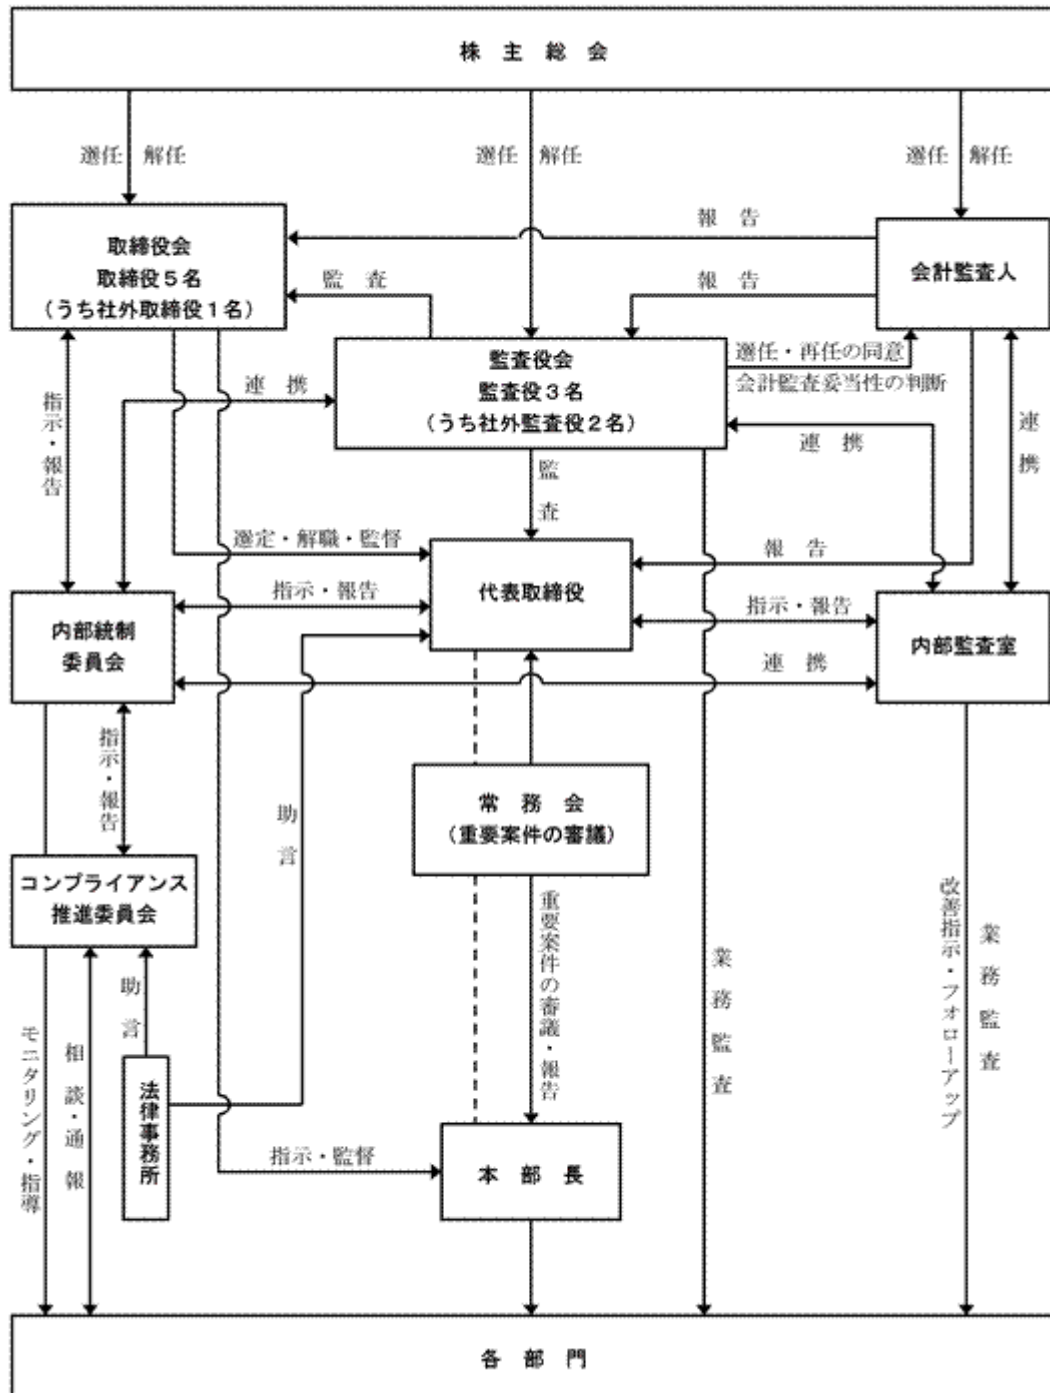 株主総会
選任 解任
選任 解任
選任 解任
取締役会
取締役5名
(うち社外取締役1名)
報告
会計監査人
監査
報告
監査役会
監査役3名
(うち社外監査役2名)
選任・再任の同意
会計監査妥当性の判断
連携
連携
連携
指示・報告
監査
選定・解職・監督
報告
代表取締役
指示・報告
指示・報告
内部統制
委員会
内部監査室
連携
指示・報告
助言
常務会
(重要案件の審議)
コンプライアンス
推進委員会
重要案件の審議・報告
業務監査
改善指示・フォローアップ
業務監査
助言
モニタリング・指導
相談・通報
法律事務所
指示・監督
本部長
各部門